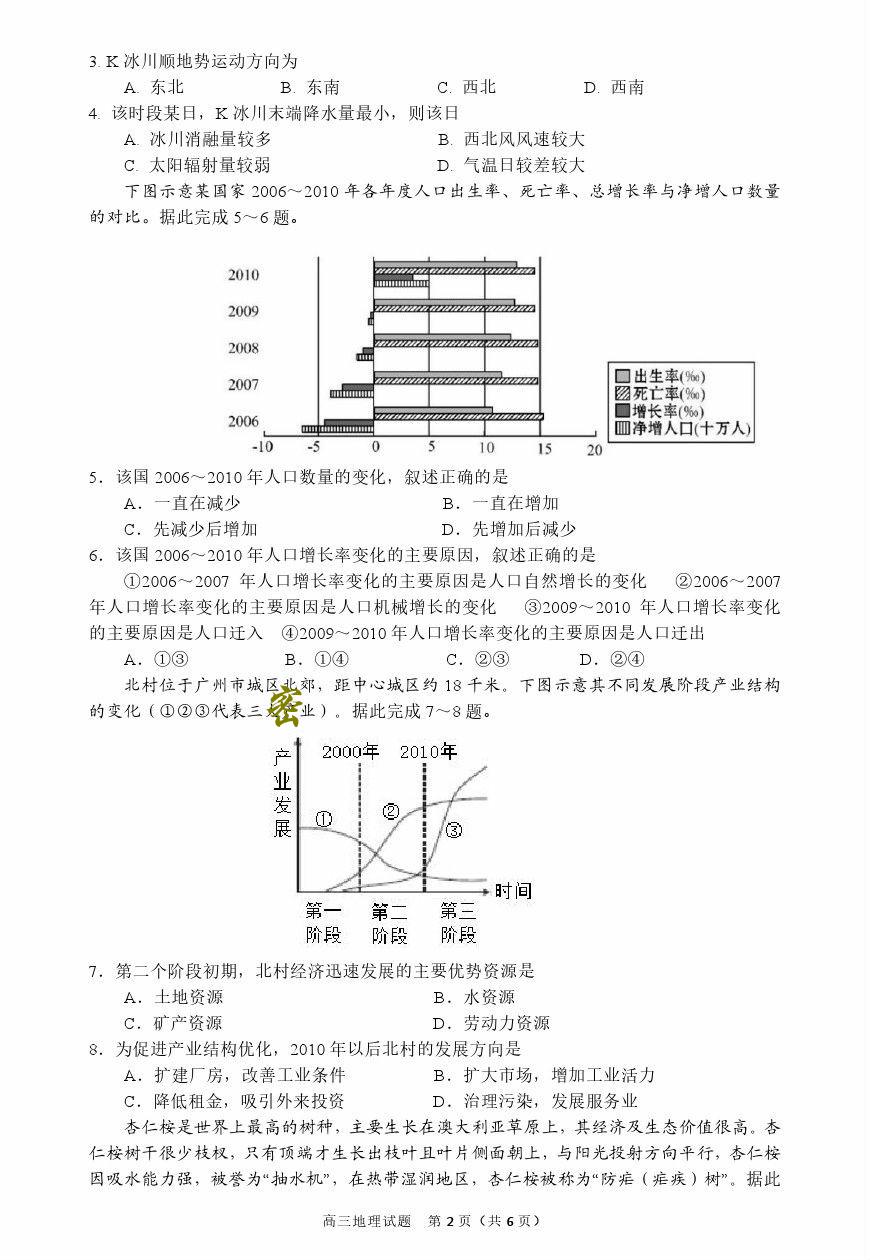 3. K 冰川顺地势运动方向为
A. 东北 B. 东南 C. 西北 D. 西南
4. 该时段某日，K 冰川末端降水量最小，则该日
A. 冰川消融量较多 B. 西北风风速较大
C. 太阳辐射量较弱 D. 气温日较差较大
下图示意某国家 2006～2010 年各年度人口出生率、死亡率、总增长率与净增人口数量
的对比。据此完成 5～6 题。
2010
2009
2008
2007
2006
-10 -5 0 5 10 15 20
出生率(‰)
死亡率(‰)
增长率(‰)
净增人口(十万人)
5．该国 2006～2010 年人口数量的变化，叙述正确的是
A．一直在减少 B．一直在增加
C．先减少后增加 D．先增加后减少
6．该国 2006～2010 年人口增长率变化的主要原因，叙述正确的是
①2006～2007 年人口增长率变化的主要原因是人口自然增长的变化 ②2006～2007
年人口增长率变化的主要原因是人口机械增长的变化 ③2009～2010 年人口增长率变化
的主要原因是人口迁入 ④2009～2010 年人口增长率变化的主要原因是人口迁出
A．①③ B．①④ C．②③ D．②④
北村位于广州市城区北郊，距中心城区约 18 千米。下图示意其不同发展阶段产业结构
的变化（①②③代表三 业）。据此完成 7～8 题。
密
产业发展
2000年 2010年
①
②
③
时间
第一阶段 第二阶段 第三阶段
7．第二个阶段初期，北村经济迅速发展的主要优势资源是
A．土地资源 B．水资源
C．矿产资源 D．劳动力资源
8．为促进产业结构优化，2010 年以后北村的发展方向是
A．扩建厂房，改善工业条件 B．扩大市场，增加工业活力
C．降低租金，吸引外来投资 D．治理污染，发展服务业
杏仁桉是世界上最高的树种，主要生长在澳大利亚草原上，其经济及生态价值很高。杏
仁桉树干很少枝杈，只有顶端才生长出枝叶且叶片侧面朝上，与阳光投射方向平行，杏仁桉
因吸水能力强，被誉为“抽水机”，在热带湿润地区，杏仁桉被称为“防疟（疟疾）树”。据此
高三地理试题 第 2 页（共 6 页）